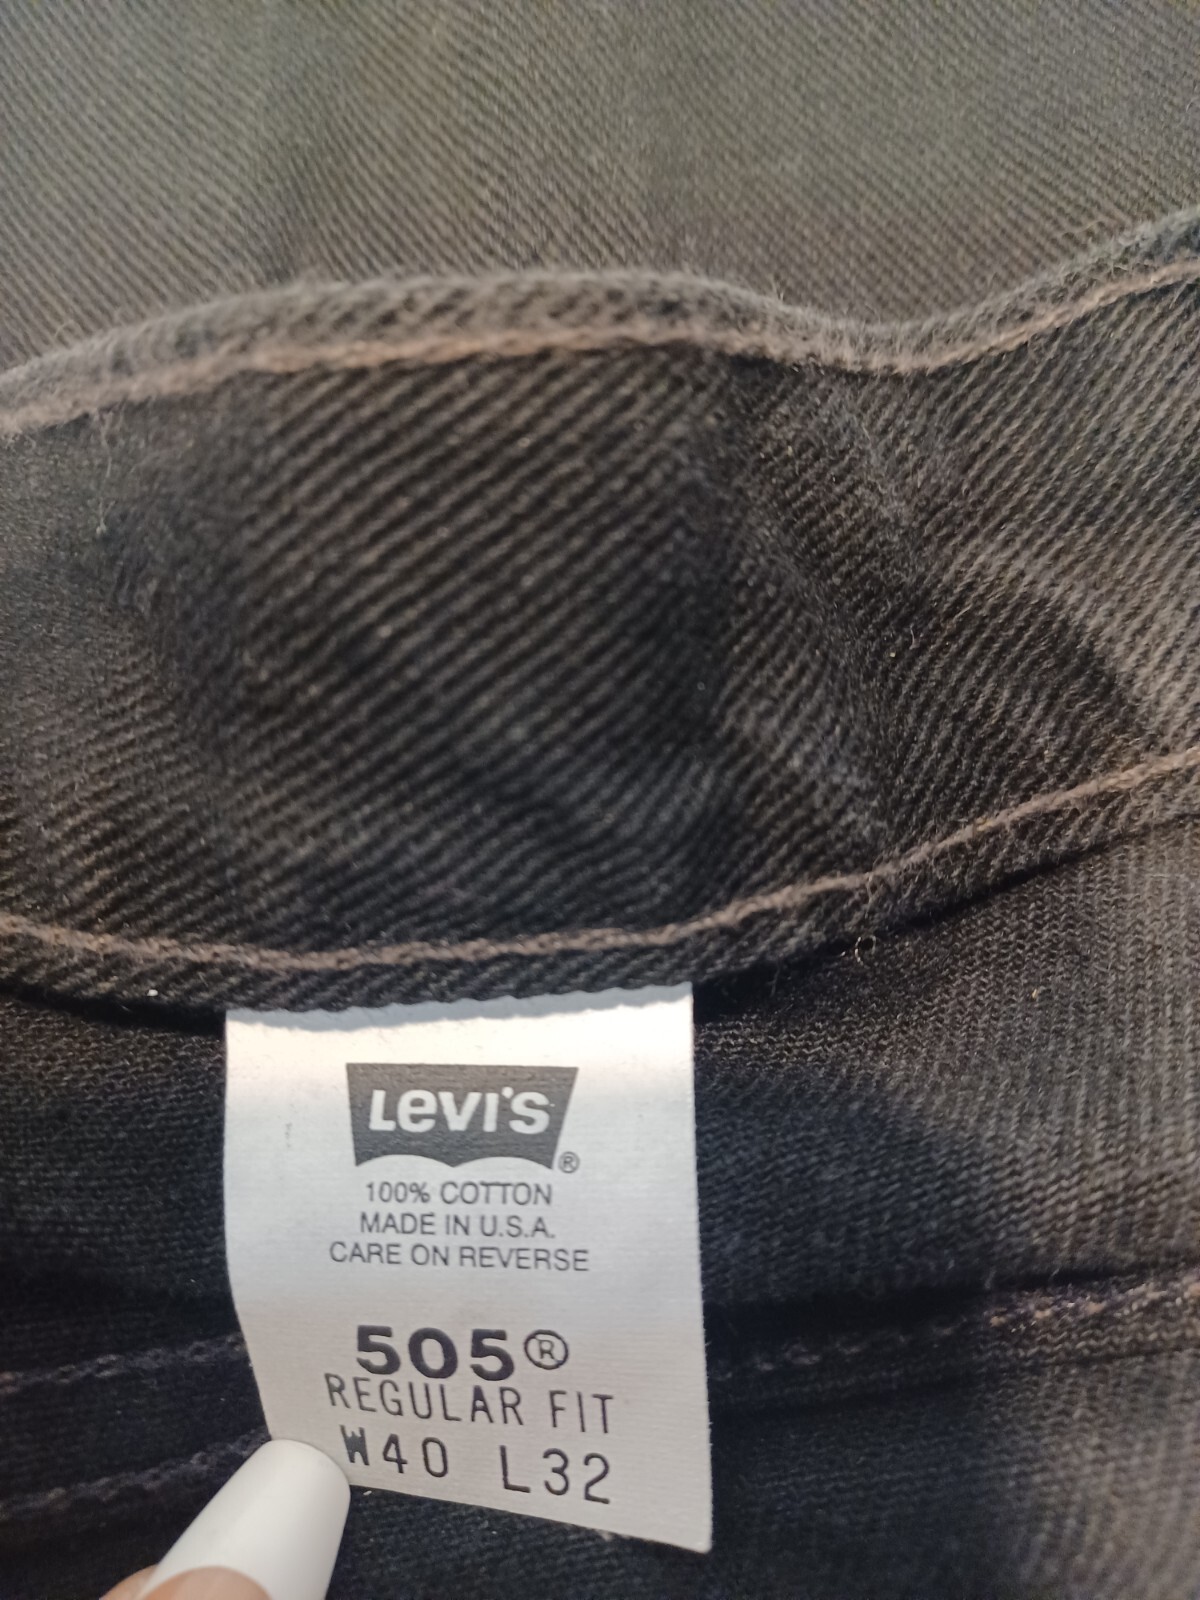 Levi's ®
100% COTTON
MADE IN U.S.A.
CARE ON REVERSE
505®
REGULAR FIT
W40 L32